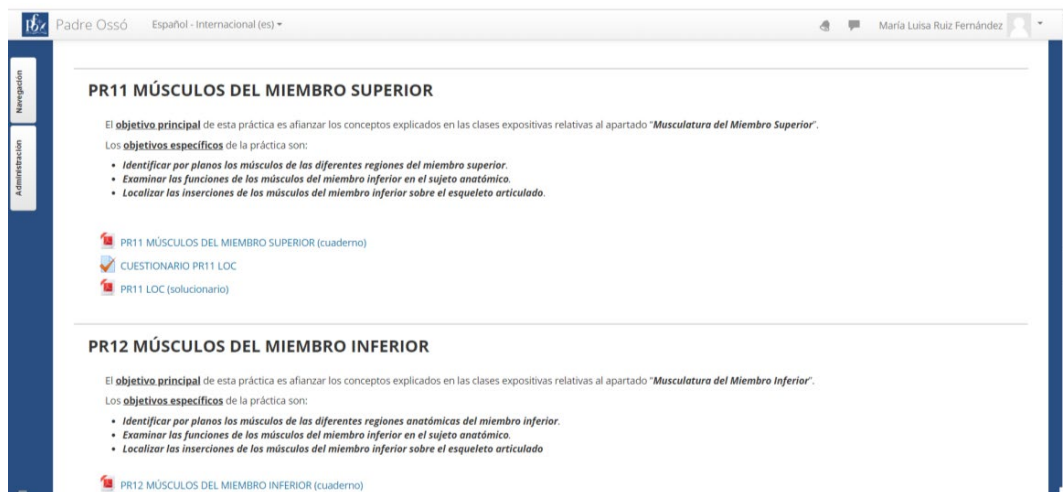 Padre Ossó Español - Internacional (es) María Luisa Ruiz Fernández
Navegación
Administración
PR11 MÚSCULOS DEL MIEMBRO SUPERIOR
El objetivo principal de esta práctica es afianzar los conceptos explicados en las clases expositivas relativas al apartado "Musculatura del Miembro Superior".
Los objetivos específicos de la práctica son:
• Identificar por planos los músculos de las diferentes regiones del miembro superior.
• Examinar las funciones de los músculos del miembro inferior en el sujeto anatómico.
• Localizar las inserciones de los músculos del miembro inferior sobre el esqueleto articulado.
PR11 MÚSCULOS DEL MIEMBRO SUPERIOR (cuaderno)
CUESTIONARIO PR11 LOC
PR11 LOC (solucionario)
PR12 MÚSCULOS DEL MIEMBRO INFERIOR
El objetivo principal de esta práctica es afianzar los conceptos explicados en las clases expositivas relativas al apartado "Musculatura del Miembro Inferior".
Los objetivos específicos de la práctica son:
• Identificar por planos los músculos de las diferentes regiones anatómicas del miembro inferior.
• Examinar las funciones de los músculos del miembro inferior en el sujeto anatómico.
• Localizar las inserciones de los músculos del miembro inferior sobre el esqueleto articulado
PR12 MÚSCULOS DEL MIEMBRO INFERIOR (cuaderno)